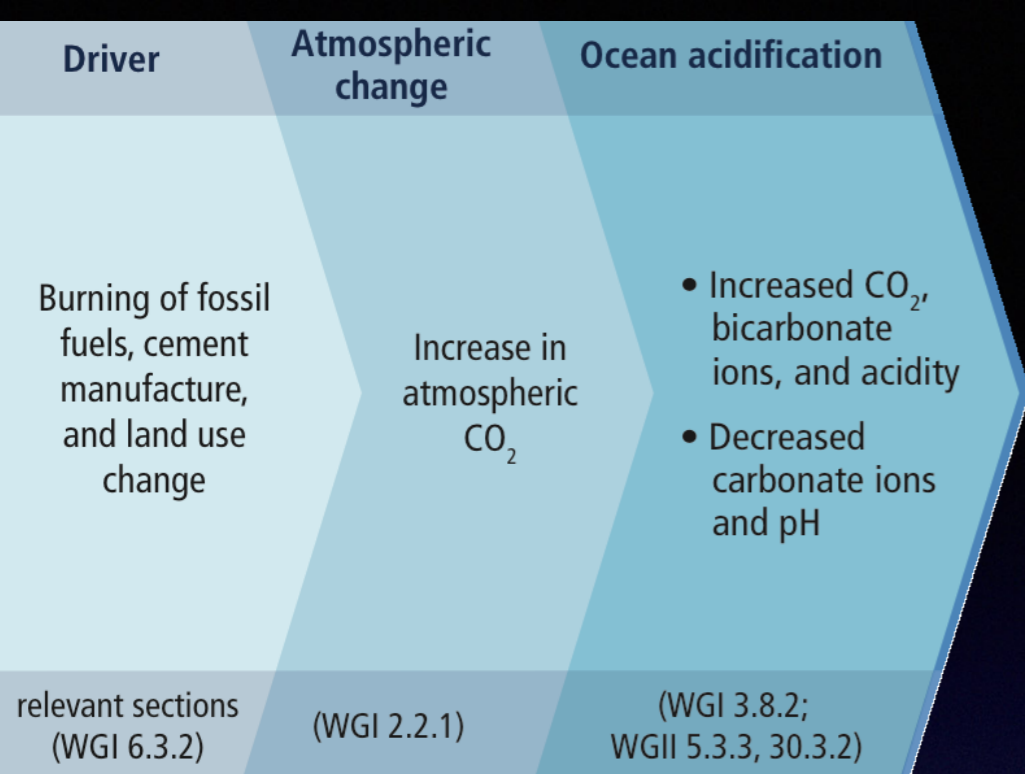 Driver
Atmospheric
change
Ocean acidification
Burning of fossil
fuels, cement
manufacture,
and land use
change
Increase in
atmospheric
CO₂
• Increased CO₂,
bicarbonate
ions, and acidity
• Decreased
carbonate ions
and pH
relevant sections
(WGI 6.3.2)
(WGI 2.2.1)
(WGI 3.8.2;
WGII 5.3.3, 30.3.2)